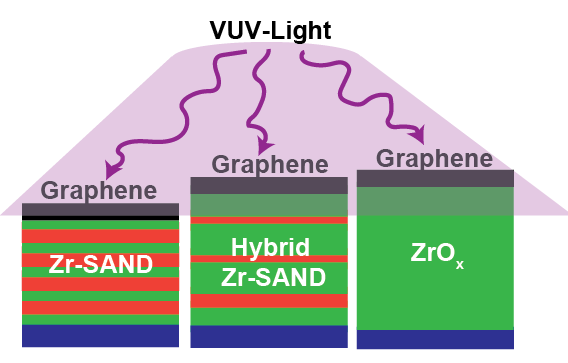 VUV-Light
Graphene
Graphene
Graphene
Zr-SAND
Hybrid
Zr-SAND
ZrOₓ